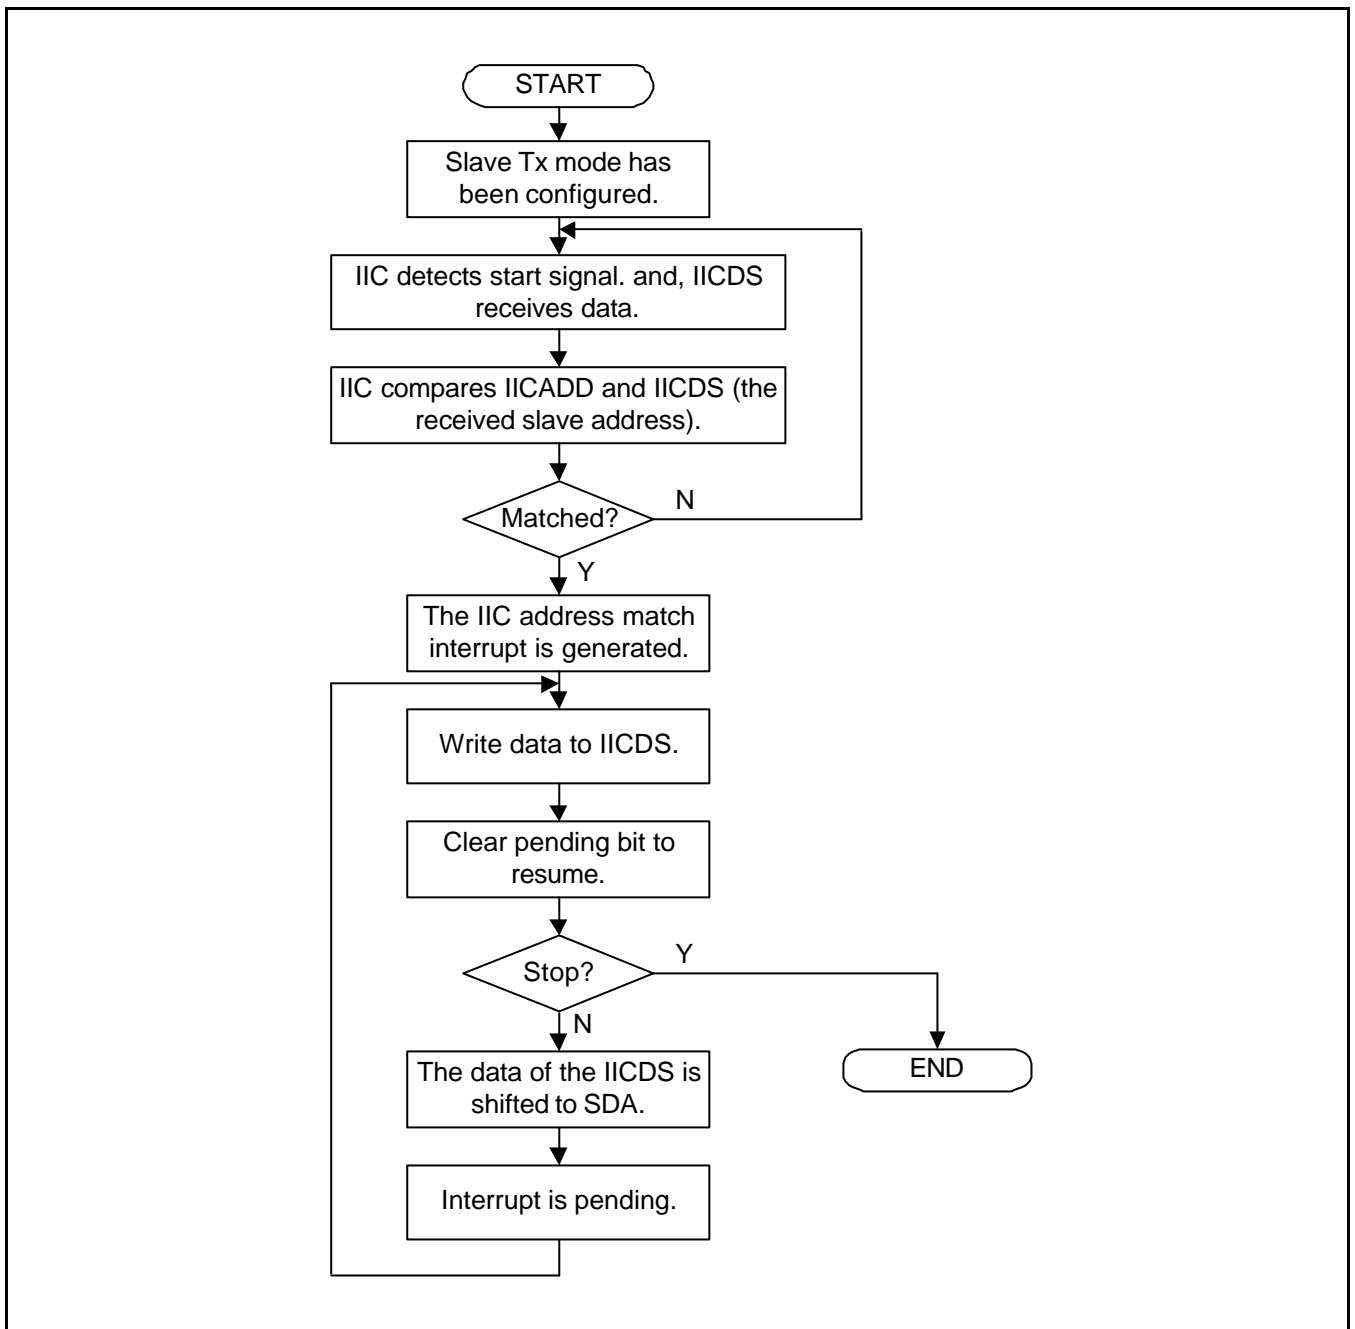 START
Slave Tx mode has
been configured.
IIC detects start signal. and, IICDS
receives data.
IIC compares IICADD and IICDS (the
received slave address).
Matched?
N
Y
The IIC address match
interrupt is generated.
Write data to IICDS.
Clear pending bit to
resume.
Stop?
Y
N
The data of the IICDS is
shifted to SDA.
END
Interrupt is pending.